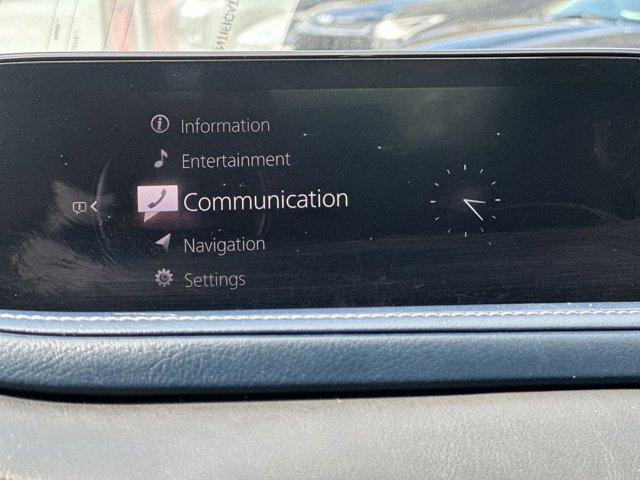 Information
Entertainment
Communication
Navigation
Settings